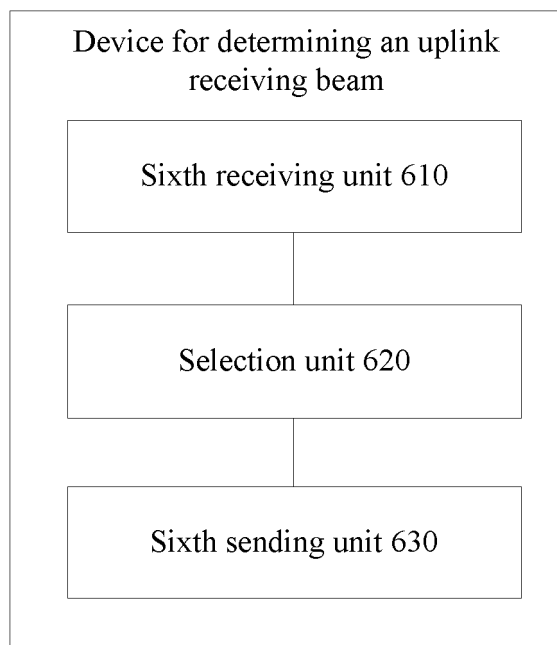 Device for determining an uplink
receiving beam
Sixth receiving unit 610
Selection unit 620
Sixth sending unit 630